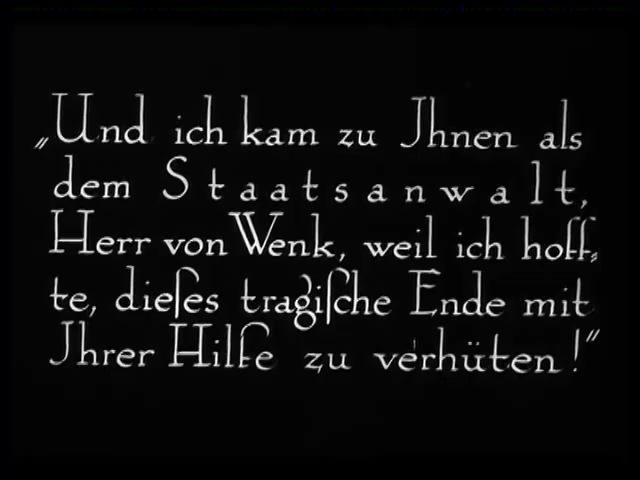 „Und ich kam zu Jhnen als
dem Staatsanwalt,
Herr von Wenk, weil ich hoff-
te, dieſes tragiſche Ende mit
Jhrer Hilfe zu verhüten!“